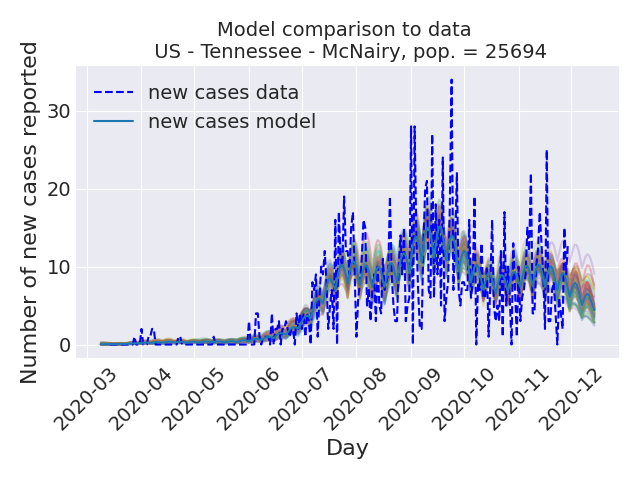 Model comparison to data
US - Tennessee - McNairy, pop. = 25694
new cases data
new cases model
Number of new cases reported
30
20
10
0
2020-03
2020-04
2020-05
2020-06
2020-07
2020-08
2020-09
2020-10
2020-11
2020-12
Day